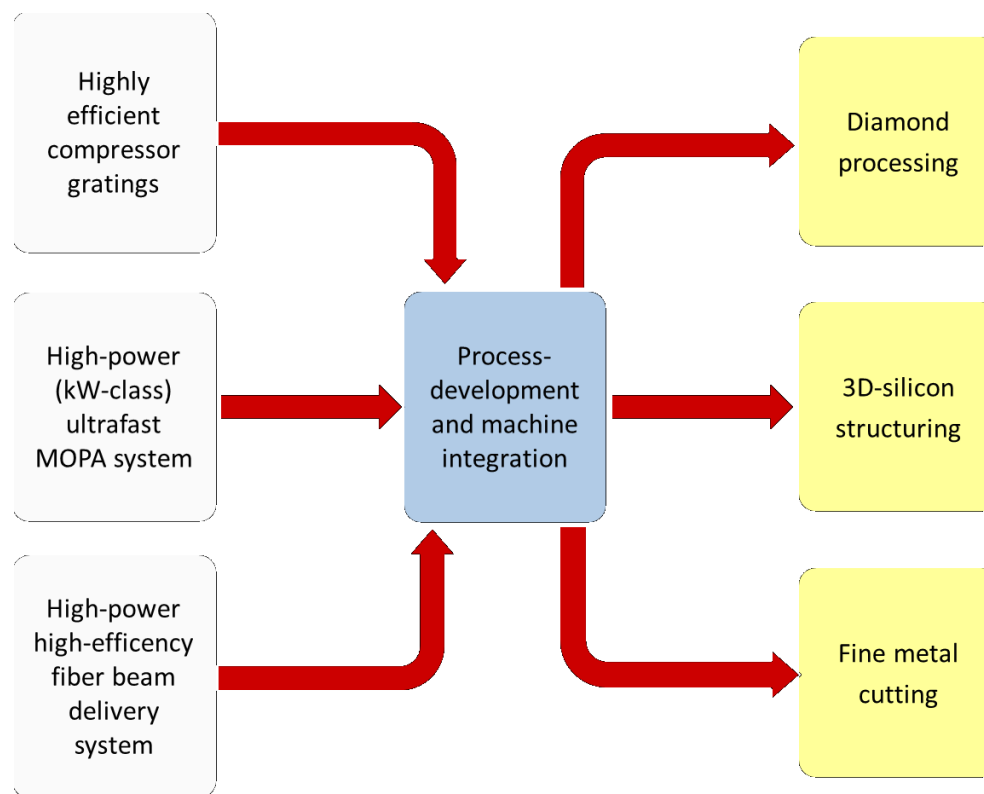 Highly
efficient
compressor
gratings
High-power
(kW-class)
ultrafast
MOPA system
High-power
high-efficency
fiber beam
delivery
system
Process-
development
and machine
integration
Diamond
processing
3D-silicon
structuring
Fine metal
cutting